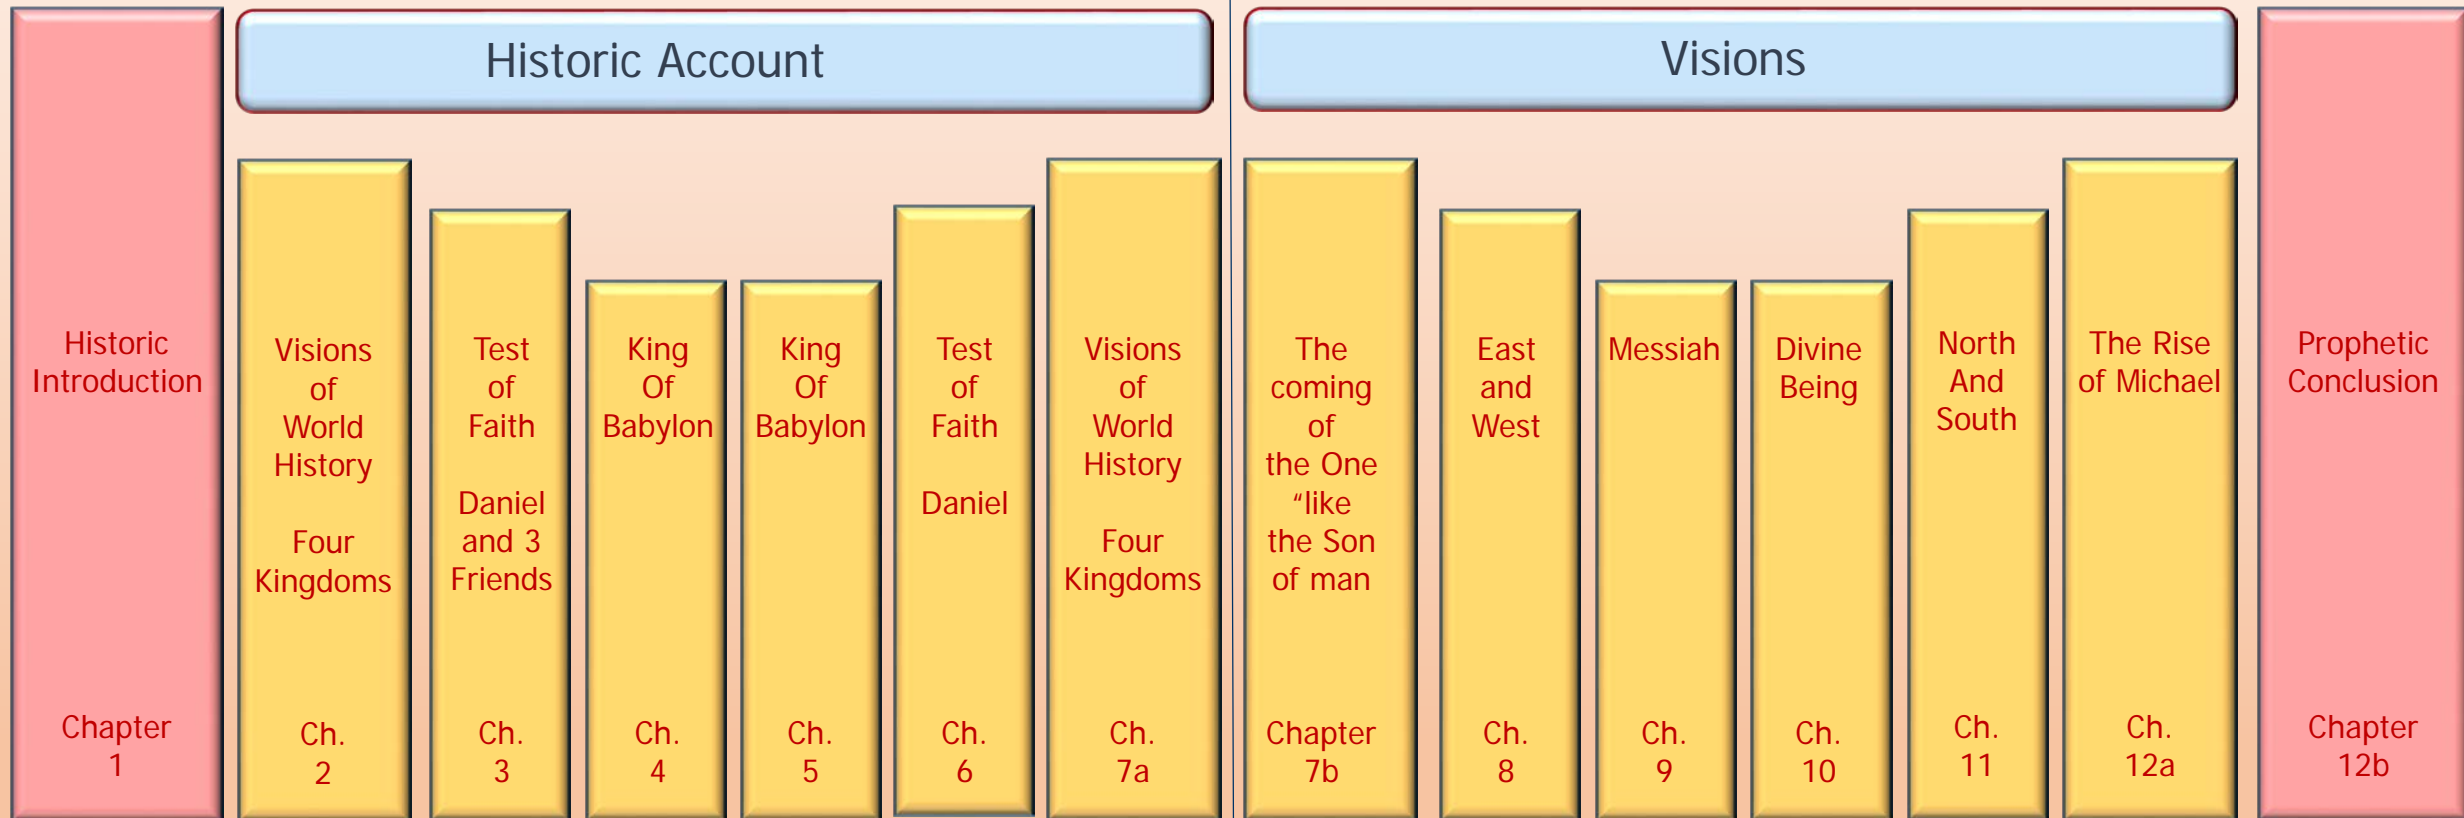 Historic Account
Visions
Historic
Introduction
Chapter
1
Visions
of
World
History
Four
Kingdoms
Ch.
2
Test
of
Faith
Daniel
and 3
Friends
Ch.
3
King
Of
Babylon
Ch.
4
King
Of
Babylon
Ch.
5
Test
of
Faith
Daniel
Ch.
6
Visions
of
World
History
Four
Kingdoms
Ch.
7a
The
coming
of
the One
“like
the Son
of man
Chapter
7b
East
and
West
Ch.
8
Messiah
Ch.
9
Divine
Being
Ch.
10
North
And
South
Ch.
11
The Rise
of Michael
Ch.
12a
Prophetic
Conclusion
Chapter
12b